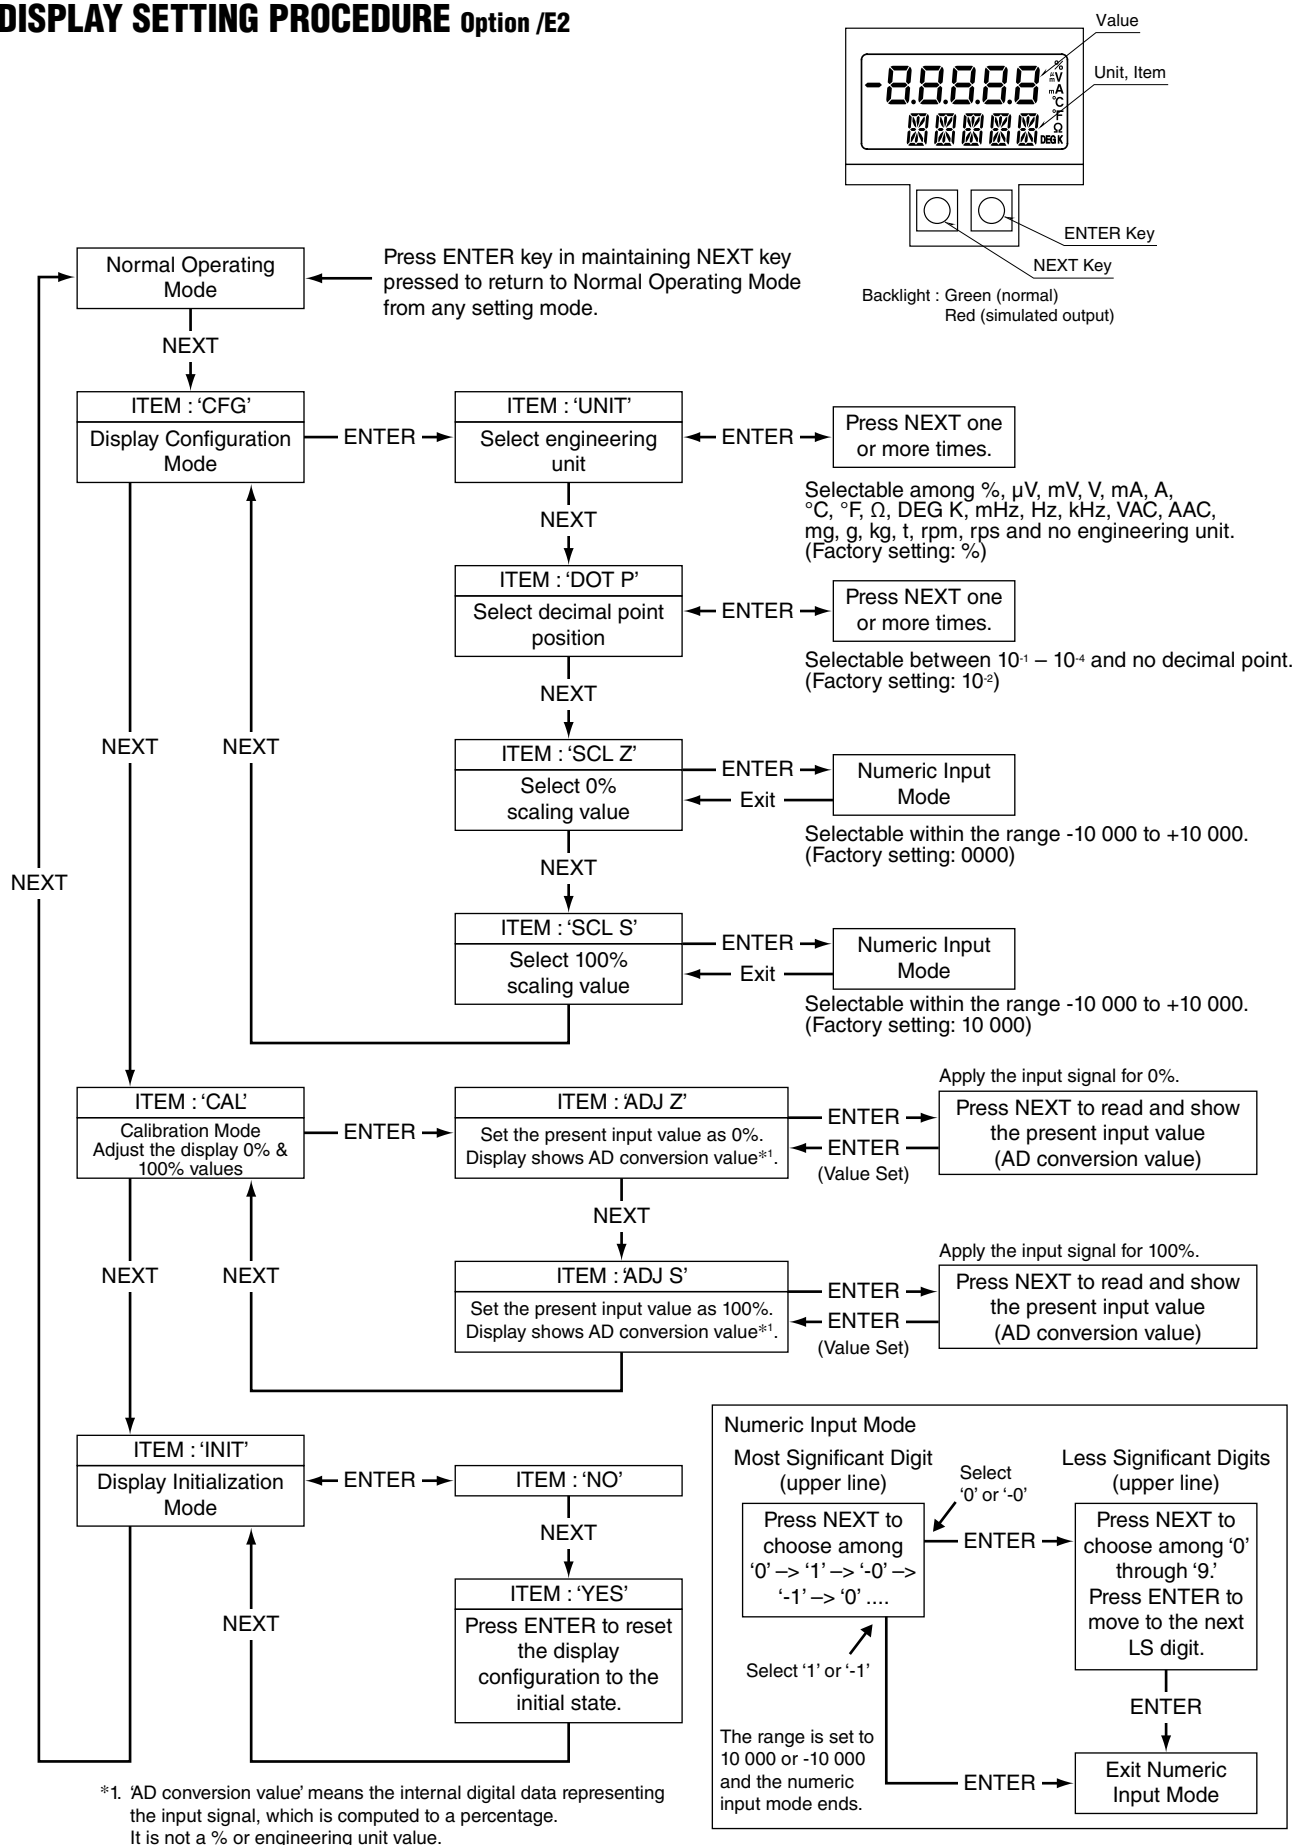 DISPLAY SETTING PROCEDURE Option /E2
Value
Unit, Item
-8.8.8.8.8
%
µ
m
V
mA
°C
°F
Ω
DEG K
ENTER Key
NEXT Key
Backlight : Green (normal)
Red (simulated output)
Normal Operating
Mode
Press ENTER key in maintaining NEXT key
pressed to return to Normal Operating Mode
from any setting mode.
NEXT
ITEM : ‘CFG’
Display Configuration
Mode
ENTER
ITEM : ‘UNIT’
Select engineering
unit
ENTER
Press NEXT one
or more times.
Selectable among %, µV, mV, V, mA, A,
°C, °F, Ω, DEG K, mHz, Hz, kHz, VAC, AAC,
mg, g, kg, t, rpm, rps and no engineering unit.
(Factory setting: %)
NEXT
ITEM : ‘DOT P’
Select decimal point
position
ENTER
Press NEXT one
or more times.
Selectable between 10-1 – 10-4 and no decimal point.
(Factory setting: 10-2)
NEXT
NEXT
NEXT
ITEM : ‘SCL Z’
Select 0%
scaling value
ENTER
Exit
Numeric Input
Mode
Selectable within the range -10 000 to +10 000.
(Factory setting: 0000)
NEXT
NEXT
ITEM : ‘SCL S’
Select 100%
scaling value
ENTER
Exit
Numeric Input
Mode
Selectable within the range -10 000 to +10 000.
(Factory setting: 10 000)
ITEM : ‘CAL’
Calibration Mode
Adjust the display 0% &
100% values
ENTER
ITEM : ‘ADJ Z’
Set the present input value as 0%.
Display shows AD conversion value*1.
ENTER
ENTER
(Value Set)
Apply the input signal for 0%.
Press NEXT to read and show
the present input value
(AD conversion value)
NEXT
NEXT
NEXT
ITEM : ‘ADJ S’
Set the present input value as 100%.
Display shows AD conversion value*1.
ENTER
ENTER
(Value Set)
Apply the input signal for 100%.
Press NEXT to read and show
the present input value
(AD conversion value)
ITEM : ‘INIT’
Display Initialization
Mode
ENTER
ITEM : ‘NO’
NEXT
NEXT
ITEM : ‘YES’
Press ENTER to reset
the display
configuration to the
initial state.
Numeric Input Mode
Most Significant Digit
(upper line)
Select
‘0’ or ‘-0’
Less Significant Digits
(upper line)
Press NEXT to
choose among
‘0’ –> ‘1’ –> ‘-0’ –>
‘-1’ –> ‘0’ ....
ENTER
Press NEXT to
choose among ‘0’
through ‘9.’
Press ENTER to
move to the next
LS digit.
Select ‘1’ or ‘-1’
ENTER
The range is set to
10 000 or -10 000
and the numeric
input mode ends.
ENTER
Exit Numeric
Input Mode
*1. ‘AD conversion value’ means the internal digital data representing
the input signal, which is computed to a percentage.
It is not a % or engineering unit value.